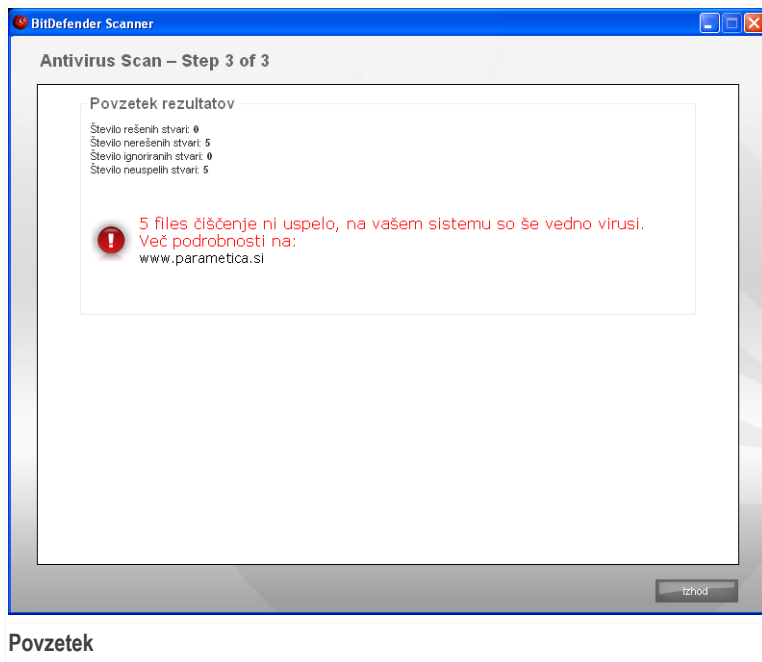 BitDefender Scanner
Antivirus Scan – Step 3 of 3
Povzetek rezultatov
Število rešenih stvari: 0
Število nerešenih stvari: 5
Število ignoriranih stvari: 0
Število neuspelih stvari: 5
5 files čiščenje ni uspelo, na vašem sistemu so še vedno virusi.
Več podrobnosti na:
www.parametica.si
Izhod
Povzetek